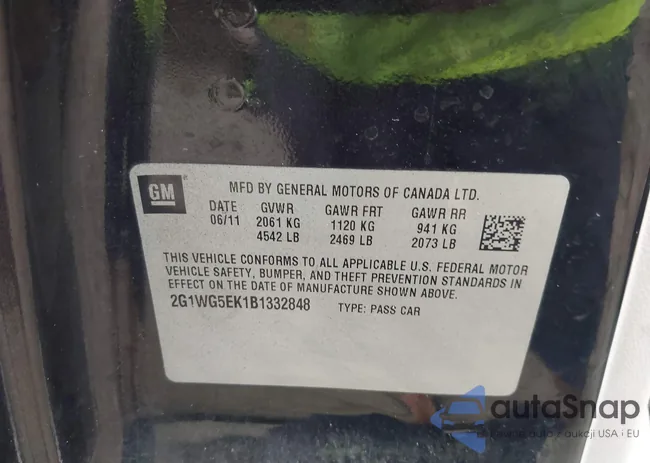 GM
MFD BY GENERAL MOTORS OF CANADA LTD.
DATE GVWR GAWR FRT GAWR RR
06/11 2061 KG 1120 KG 941 KG
4542 LB 2469 LB 2073 LB
THIS VEHICLE CONFORMS TO ALL APPLICABLE U.S. FEDERAL MOTOR
VEHICLE SAFETY, BUMPER, AND THEFT PREVENTION STANDARDS
IN EFFECT ON THE DATE OF MANUFACTURE SHOWN ABOVE.
2G1WG5EK1B1332848 TYPE: PASS CAR
autaSnap
aukcji USA i EU